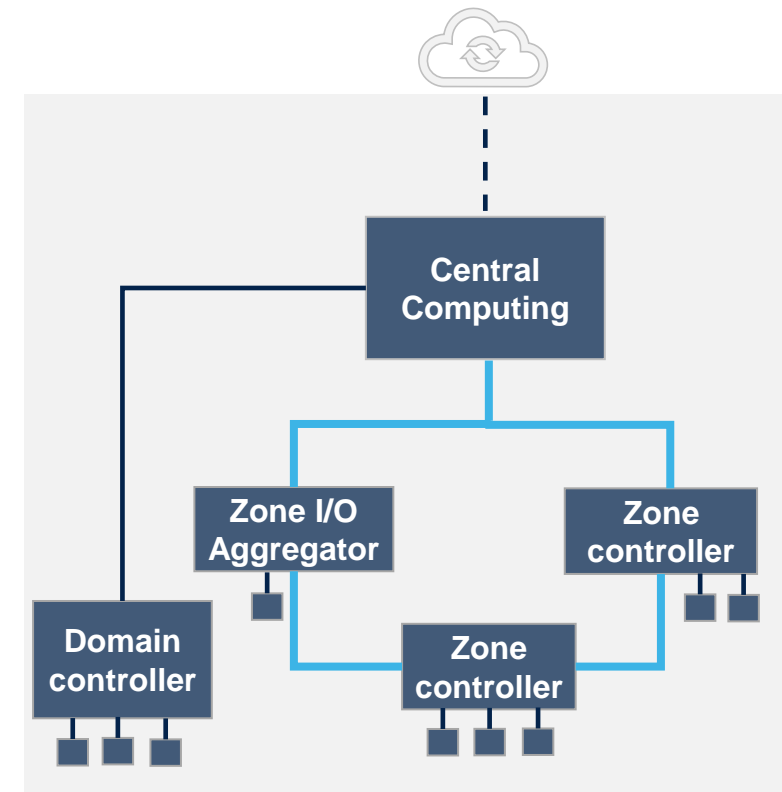 Central
Computing
Zone I/O
Aggregator
Zone
controller
Domain
controller
Zone
controller